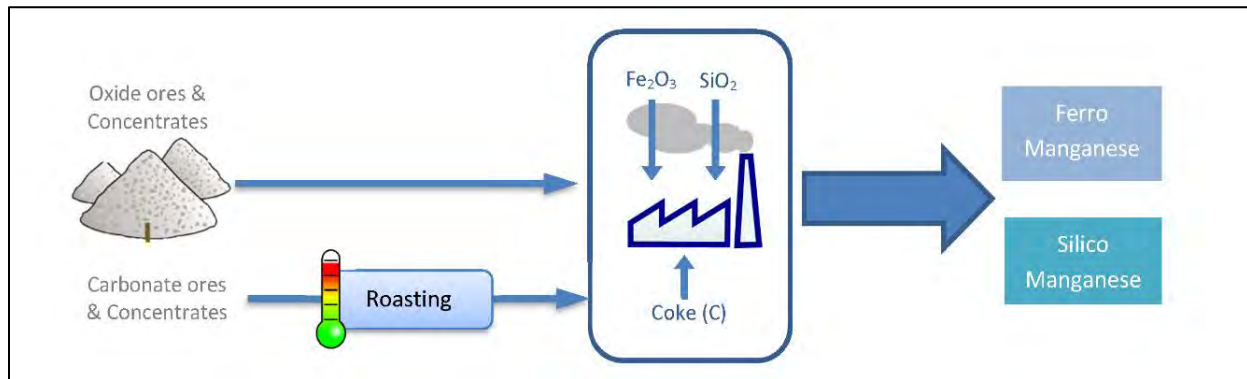 Oxide ores &
Concentrates
Carbonate ores
& Concentrates
Roasting
Fe₂O₃ SiO₂
Coke (C)
Ferro
Manganese
Silico
Manganese